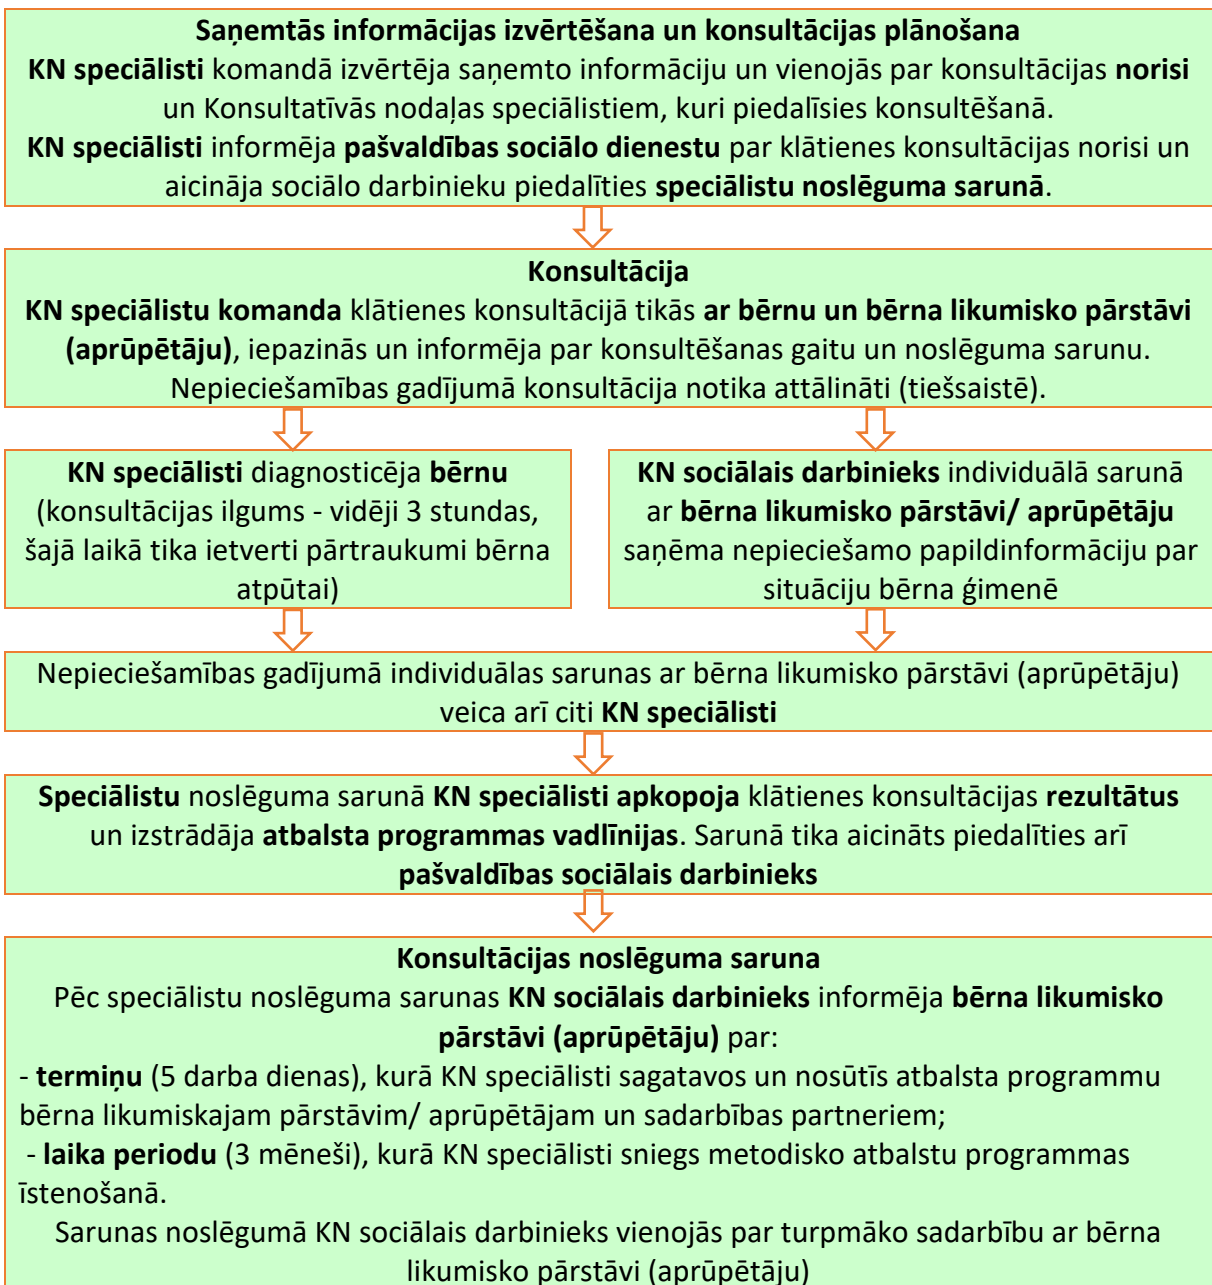 Saņemtās informācijas izvērtēšana un konsultācijas plānošana
KN speciālisti komandā izvērtēja saņemto informāciju un vienojās par konsultācijas norisi
un Konsultatīvās nodaļas speciālistiem, kuri piedalīsies konsultēšanā.
KN speciālisti informēja pašvaldības sociālo dienestu par klātienes konsultācijas norisi un
aicināja sociālo darbinieku piedalīties speciālistu noslēguma sarunā.
Konsultācija
KN speciālistu komanda klātienes konsultācijā tikās ar bērnu un bērna likumisko pārstāvi
(aprūpētāju), iepazinās un informēja par konsultēšanas gaitu un noslēguma sarunu.
Nepieciešamības gadījumā konsultācija notika attālināti (tiešsaistē).
KN speciālisti diagnosticēja bērnu
(konsultācijas ilgums - vidēji 3 stundas,
šajā laikā tika ietverti pārtraukumi bērna
atpūtai)
KN sociālais darbinieks individuālā sarunā
ar bērna likumisko pārstāvi/ aprūpētāju
saņēma nepieciešamo papildinformāciju par
situāciju bērna ģimenē
Nepieciešamības gadījumā individuālas sarunas ar bērna likumisko pārstāvi (aprūpētāju)
veica arī citi KN speciālisti
Speciālistu noslēguma sarunā KN speciālisti apkopoja klātienes konsultācijas rezultātus
un izstrādāja atbalsta programmas vadlīnijas. Sarunā tika aicināts piedalīties arī
pašvaldības sociālais darbinieks
Konsultācijas noslēguma saruna
Pēc speciālistu noslēguma sarunas KN sociālais darbinieks informēja bērna likumisko
pārstāvi (aprūpētāju) par:
- termiņu (5 darba dienas), kurā KN speciālisti sagatavos un nosūtīs atbalsta programmu
bērna likumiskajam pārstāvim/ aprūpētājam un sadarbības partneriem;
- laika periodu (3 mēneši), kurā KN speciālisti sniegs metodisko atbalstu programmas
īstenošanā.
Sarunas noslēgumā KN sociālais darbinieks vienojās par turpmāko sadarbību ar bērna
likumisko pārstāvi (aprūpētāju)